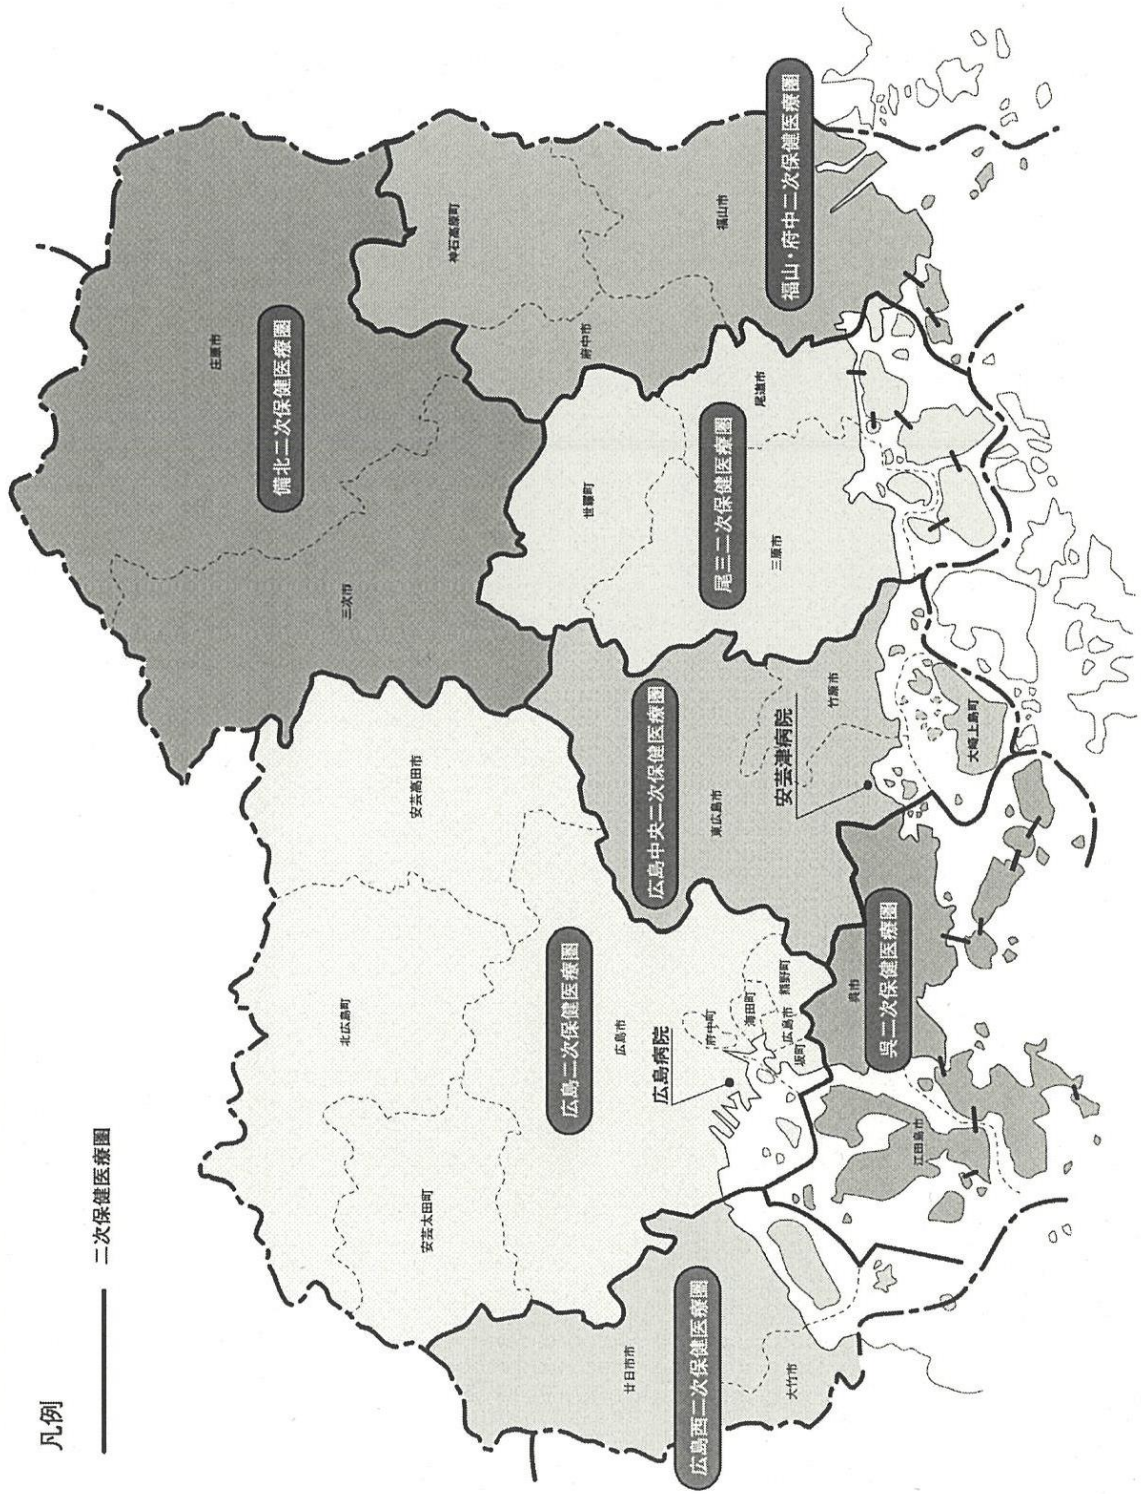 凡例
二次保健医療圏
備北二次保健医療圏
庄原市
三次市
福山・府中二次保健医療圏
神石高原町
府中市
福山市
尾三二次保健医療圏
世羅町
尾道市
三原市
広島中央二次保健医療圏
東広島市
竹原市
大崎上島町
安芸津病院
広島二次保健医療圏
安芸高田市
北広島町
安芸太田町
広島市
府中町
海田町
熊野町
広島市
坂町
広島病院
呉二次保健医療圏
呉市
江田島市
広島西二次保健医療圏
廿日市市
大竹市